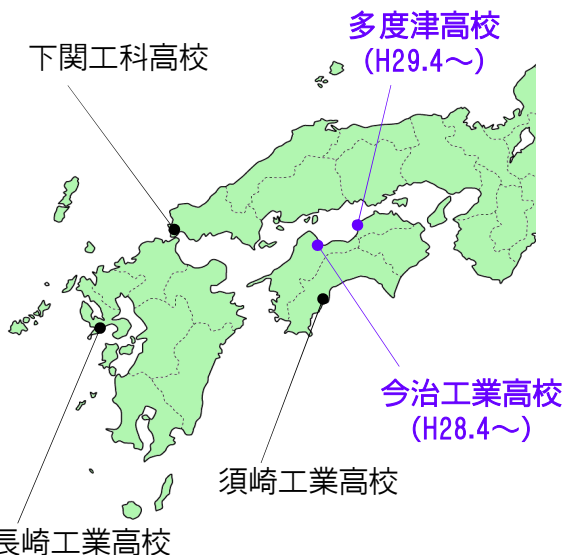 多度津高校
(H29.4～)
下関工科高校
今治工業高校
(H28.4～)
須崎工業高校
長崎工業高校